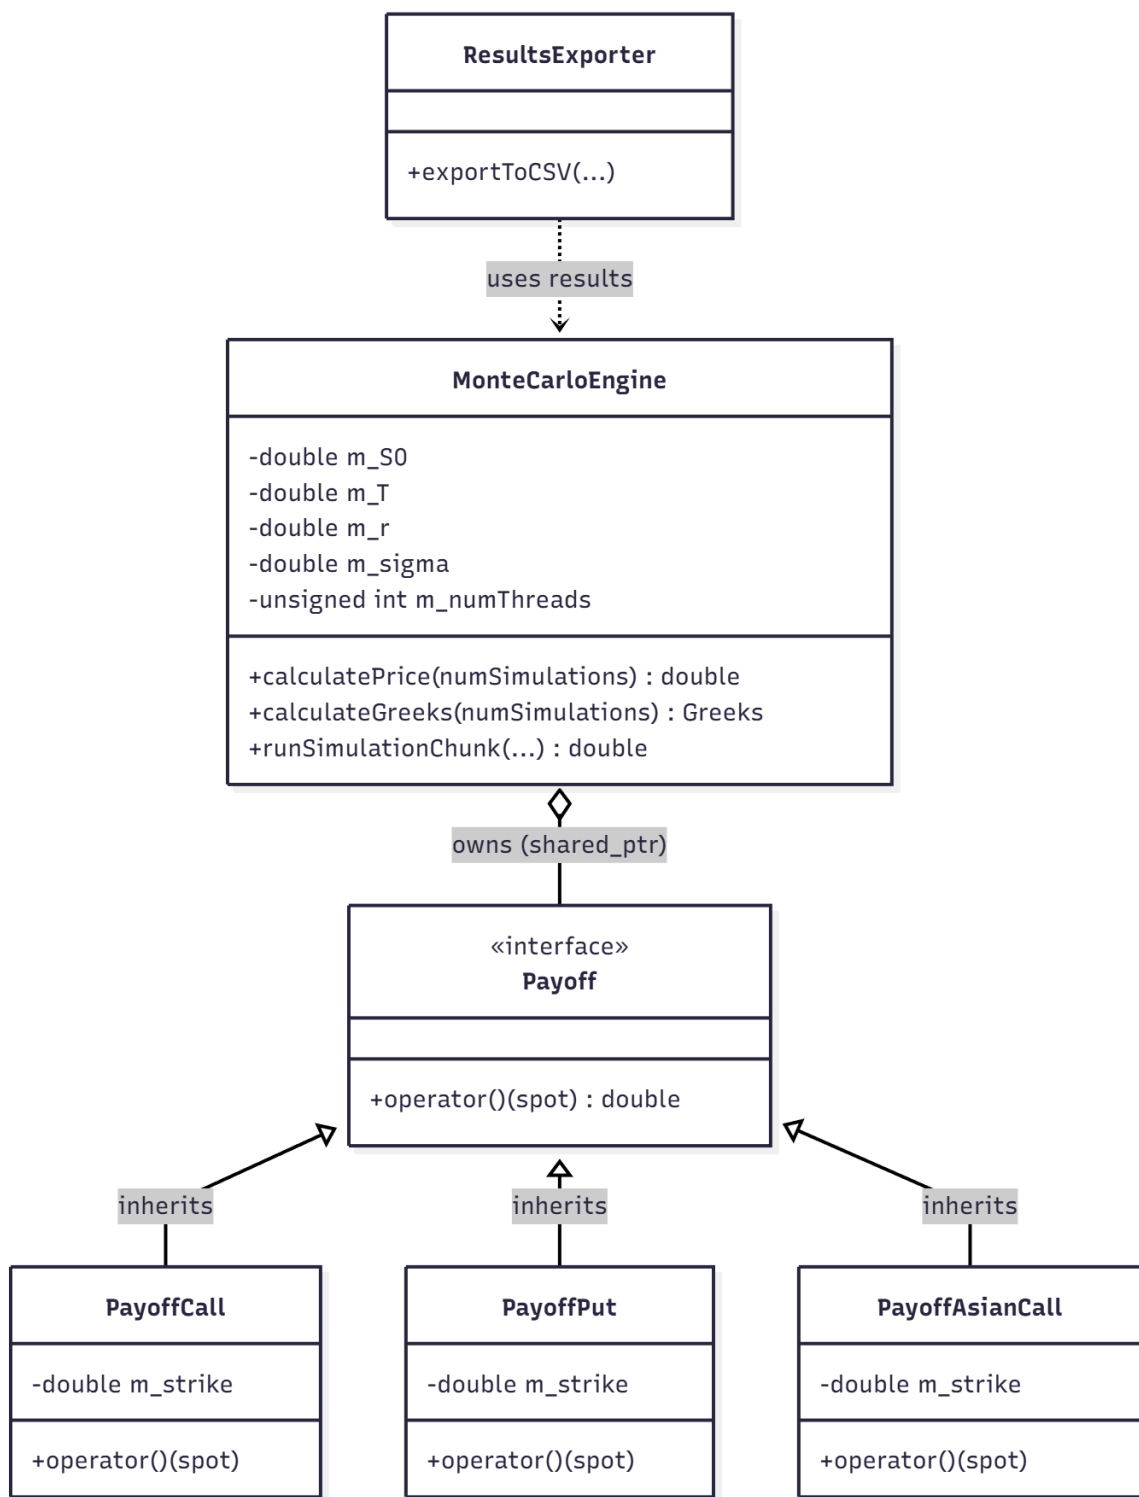 ResultsExporter
+exportToCSV(...)
uses results
MonteCarloEngine
-double m_S0
-double m_T
-double m_r
-double m_sigma
-unsigned int m_numThreads
+calculatePrice(numSimulations) : double
+calculateGreeks(numSimulations) : Greeks
+runSimulationChunk(...) : double
owns (shared_ptr)
«interface»
Payoff
+operator()(spot) : double
inherits
inherits
inherits
PayoffCall
-double m_strike
+operator()(spot)
PayoffPut
-double m_strike
+operator()(spot)
PayoffAsianCall
-double m_strike
+operator()(spot)